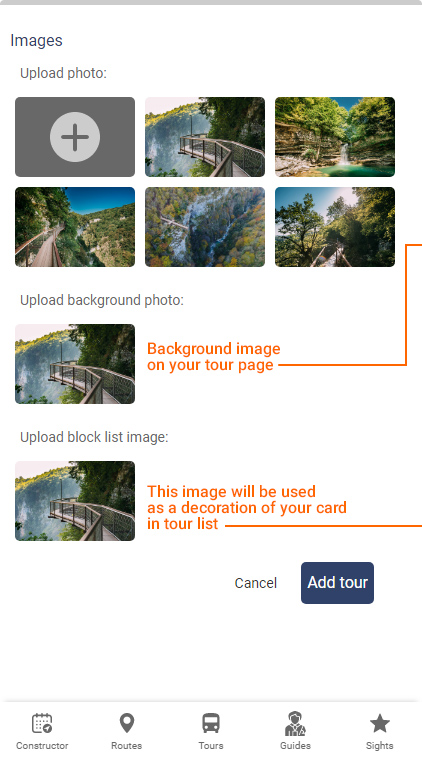 Images
Upload photo:
Upload background photo:
Background image
on your tour page
Upload block list image:
This image will be used
as a decoration of your card
in tour list
Cancel
Add tour
Constructor
Routes
Tours
Guides
Sights